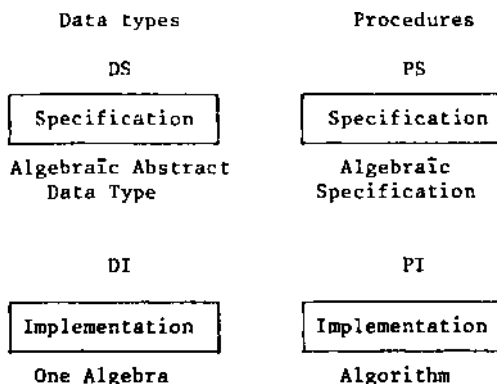 Data types Procedures
DS PS
Specification Specification
Algebraic Abstract Algebraic
Data Type Specification
DI PI
Implementation Implementation
One Algebra Algorithm